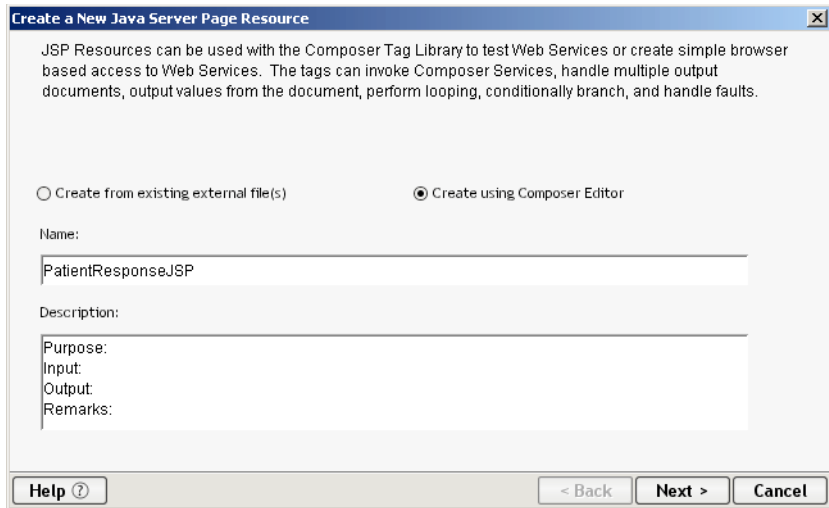 Create a New Java Server Page Resource
JSP Resources can be used with the Composer Tag Library to test Web Services or create simple browser
based access to Web Services.  The tags can invoke Composer Services, handle multiple output
documents, output values from the document, perform looping, conditionally branch, and handle faults.
Create from existing external file(s) Create using Composer Editor
Name:
PatientResponseJSP
Description:
Purpose:
Input:
Output:
Remarks:
Help ? < Back Next > Cancel